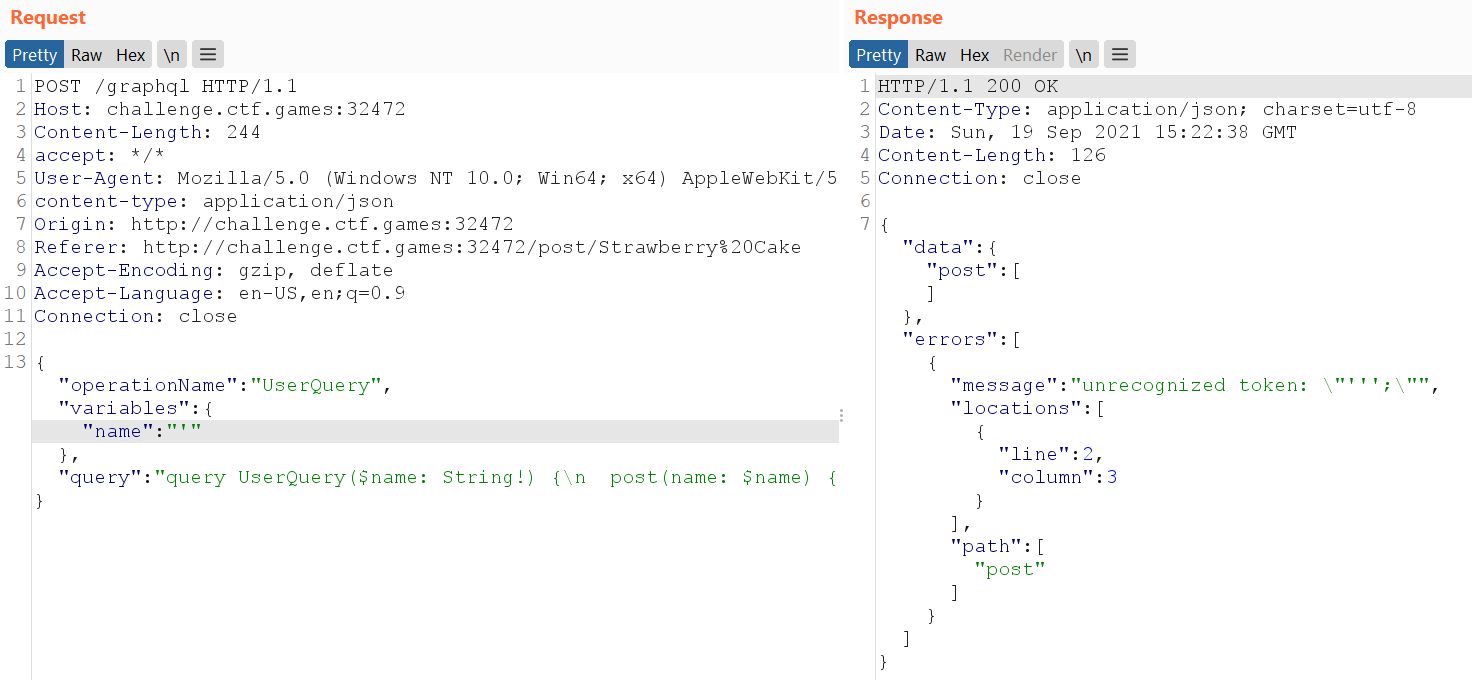 Request
Pretty Raw Hex \n
1 POST /graphql HTTP/1.1
2 Host: challenge.ctf.games:32472
3 Content-Length: 244
4 accept: */*
5 User-Agent: Mozilla/5.0 (Windows NT 10.0; Win64; x64) AppleWebKit/5
6 content-type: application/json
7 Origin: http://challenge.ctf.games:32472
8 Referer: http://challenge.ctf.games:32472/post/Strawberry%20Cake
9 Accept-Encoding: gzip, deflate
10 Accept-Language: en-US,en;q=0.9
11 Connection: close
12
13 {
"operationName":"UserQuery",
"variables":{
"name":"'"
},
"query":"query UserQuery($name: String!) {\n  post(name: $name) {
}
Response
Pretty Raw Hex Render \n
1 HTTP/1.1 200 OK
2 Content-Type: application/json; charset=utf-8
3 Date: Sun, 19 Sep 2021 15:22:38 GMT
4 Content-Length: 126
5 Connection: close
6
7 {
"data":{
"post":[
]
},
"errors":[
{
"message":"unrecognized token: \"''';\"",
"locations":[
{
"line":2,
"column":3
}
],
"path":[
"post"
]
}
]
}